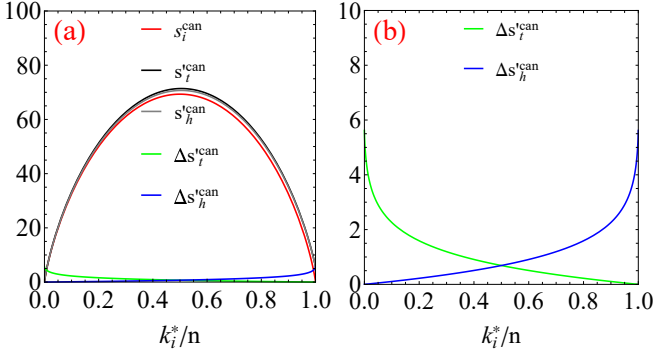 (a)
100
80
60
40
20
0
s_i^can
s'_t^can
s'_h^can
Δs'_t^can
Δs'_h^can
0.0 0.2 0.4 0.6 0.8 1.0
k_i^*/n
(b)
10
8
6
4
2
0
Δs'_t^can
Δs'_h^can
0.0 0.2 0.4 0.6 0.8 1.0
k_i^*/n